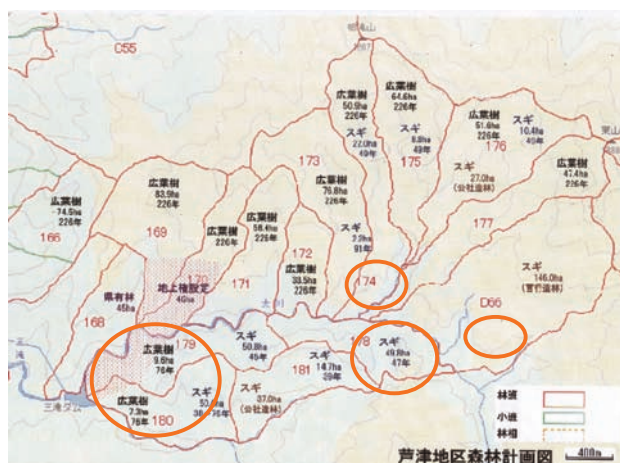 C55
広葉樹
50.9ha
226年
広葉樹
64.6ha
226年
スギ
22.0ha
49年
スギ
8.8ha
49年
広葉樹
51.6ha
226年
スギ
10.4ha
45年
176
175
173
広葉樹
47.4ha
226年
スギ
27.0ha
(公社造林)
広葉樹
74.5ha
226年
166
広葉樹
83.9ha
226年
169
広葉樹
58.4ha
226年
広葉樹
226年
広葉樹
76.8ha
226年
177
172
スギ
2.2ha
91年
広葉樹
33.5ha
226年
171
170
地上権設定
40ha
県有林
45ha
168
174
スギ
146.0ha
(官行造林)
D66
179
広葉樹
9.6ha
76年
スギ
50.8ha
45年
178
スギ
49.8ha
47年
スギ
14.7ha
39年
181
スギ
37.0ha
(公社造林)
スギ
広葉樹
7.3ha
76年
180
三滝ダム
林班
小班
林相
芦津地区森林計画図
400m